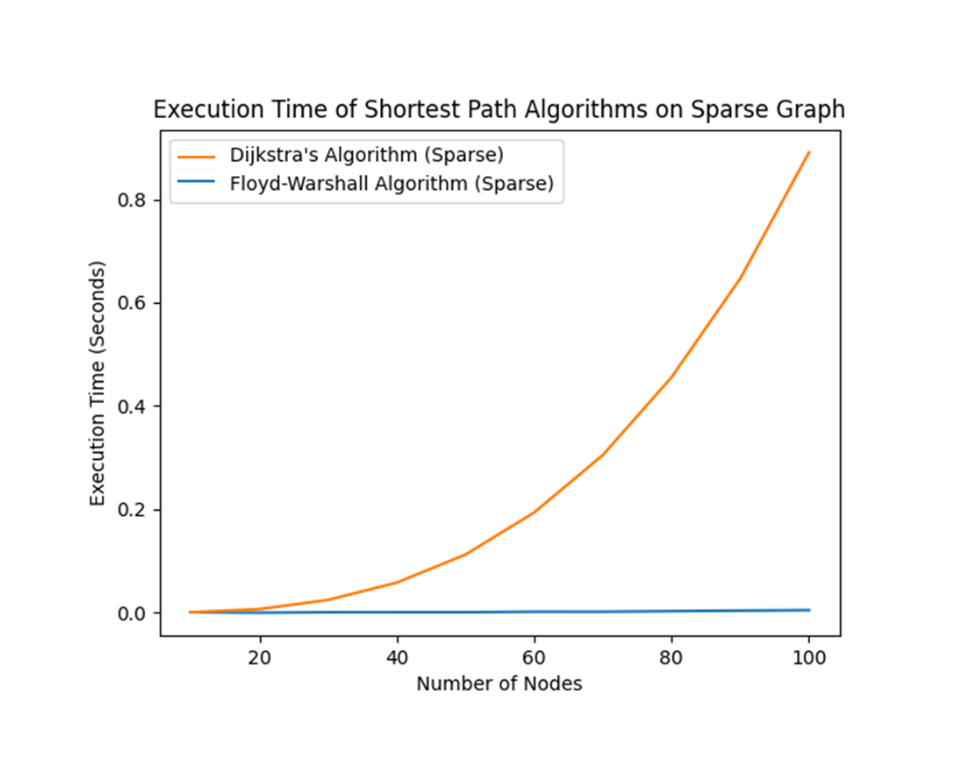 Execution Time of Shortest Path Algorithms on Sparse Graph
Dijkstra's Algorithm (Sparse)
Floyd-Warshall Algorithm (Sparse)
Execution Time (Seconds)
0.8
0.6
0.4
0.2
0.0
20 40 60 80 100
Number of Nodes